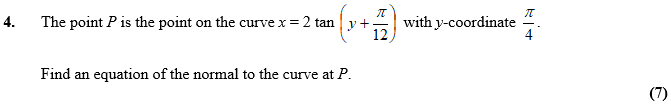 4. The point P is the point on the curve x = 2 tan (y + π/12) with y-coordinate π/4.
Find an equation of the normal to the curve at P.
(7)